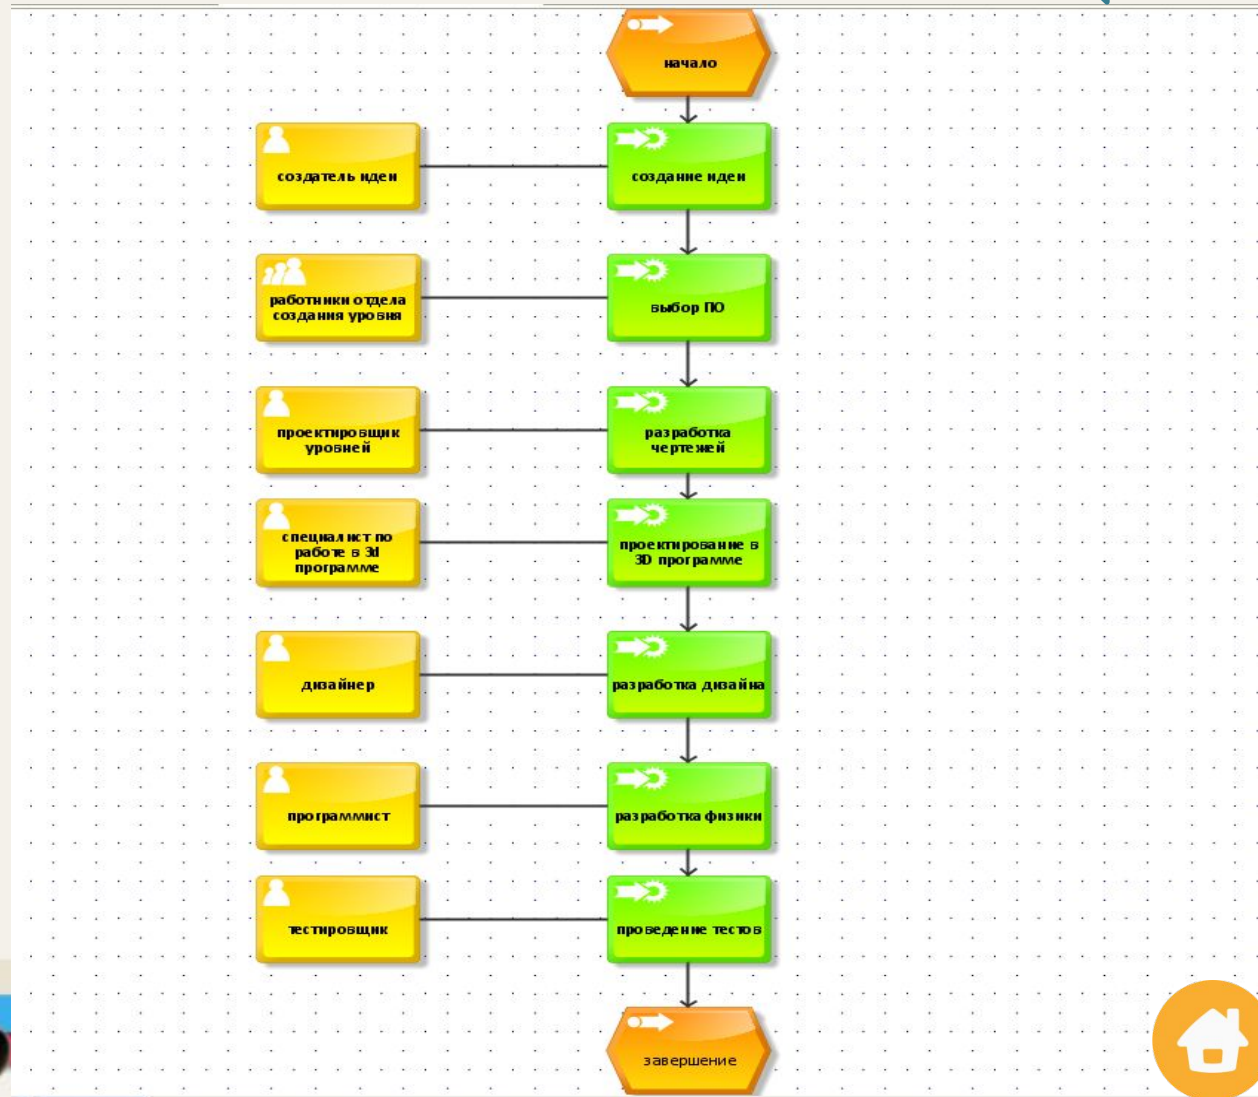 начало
создатель идеи
создание идеи
работники отдела
создания уровня
выбор ПО
проектировщик
уровней
разработка
чертежей
специалист по
работе в 3d
программе
проектирование в
3D программе
дизайнер
разработка дизайна
программист
разработка физики
тестировщик
проведение тестов
завершение